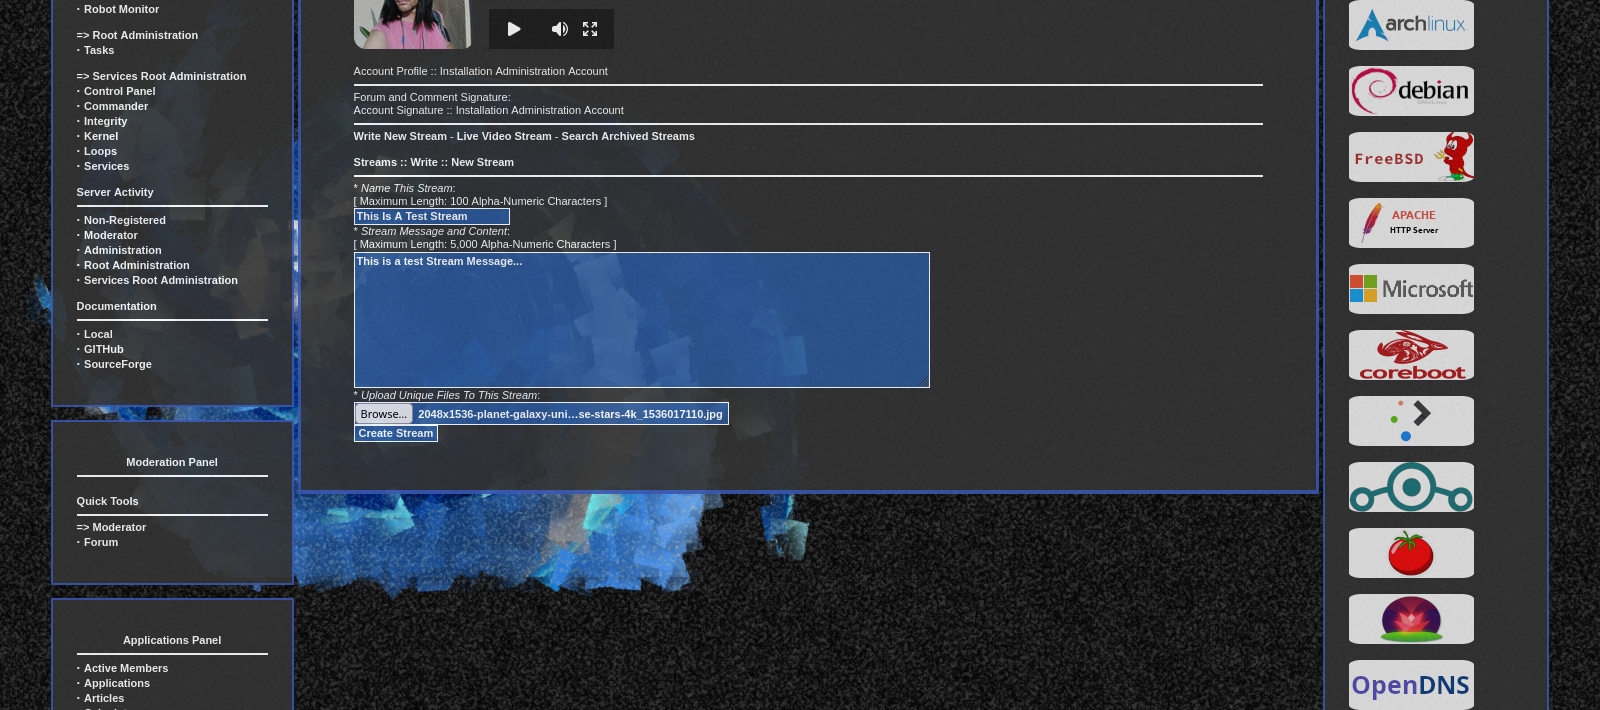 · Robot Monitor
=> Root Administration
· Tasks
=> Services Root Administration
· Control Panel
· Commander
· Integrity
· Kernel
· Loops
· Services
Server Activity
· Non-Registered
· Moderator
· Administration
· Root Administration
· Services Root Administration
Documentation
· Local
· GITHub
· SourceForge
Moderation Panel
Quick Tools
=> Moderator
· Forum
Applications Panel
· Active Members
· Applications
· Articles
Account Profile :: Installation Administration Account
Forum and Comment Signature:
Account Signature :: Installation Administration Account
Write New Stream - Live Video Stream - Search Archived Streams
Streams :: Write :: New Stream
* Name This Stream:
[ Maximum Length: 100 Alpha-Numeric Characters ]
This Is A Test Stream
* Stream Message and Content:
[ Maximum Length: 5,000 Alpha-Numeric Characters ]
This is a test Stream Message...
* Upload Unique Files To This Stream:
Browse... 2048x1536-planet-galaxy-uni...se-stars-4k_1536017110.jpg
Create Stream
archlinux
debian
FreeBSD
APACHE
HTTP Server
Microsoft
coreboot
OpenDNS